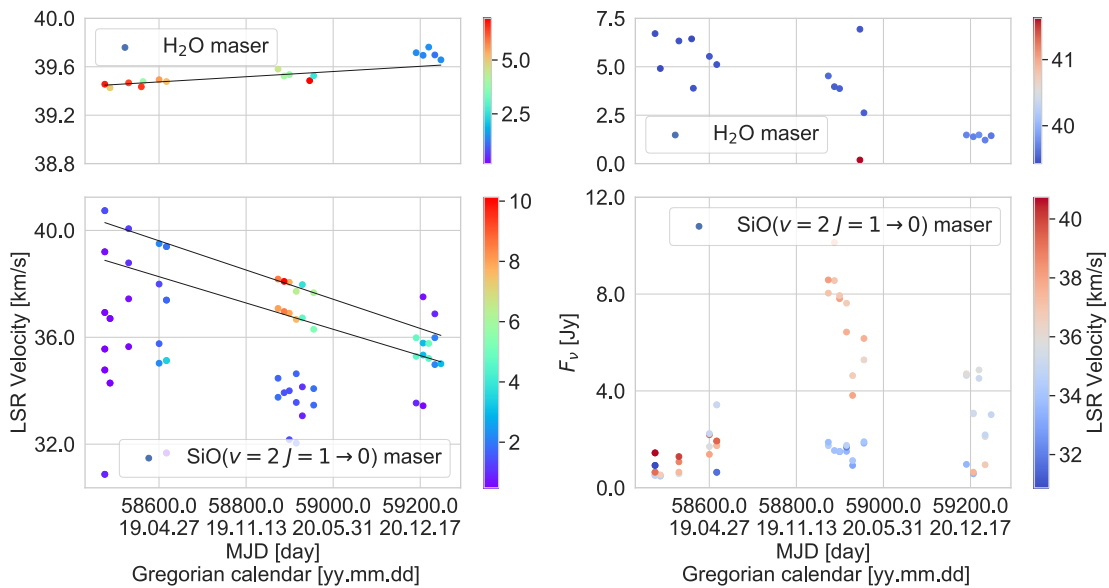 40.0
39.6
39.2
38.8
H₂O maser
5.0
2.5
7.5
5.0
2.5
0.0
H₂O maser
41
40
LSR Velocity [km/s]
40.0
36.0
32.0
SiO(v = 2 J = 1 → 0) maser
10
8
6
4
2
58600.0 58800.0 59000.0 59200.0
19.04.27 19.11.13 20.05.31 20.12.17
MJD [day]
Gregorian calendar [yy.mm.dd]
Fν [Jy]
12.0
8.0
4.0
0.0
SiO(v = 2 J = 1 → 0) maser
40
38
36
34
32
LSR Velocity [km/s]
58600.0 58800.0 59000.0 59200.0
19.04.27 19.11.13 20.05.31 20.12.17
MJD [day]
Gregorian calendar [yy.mm.dd]